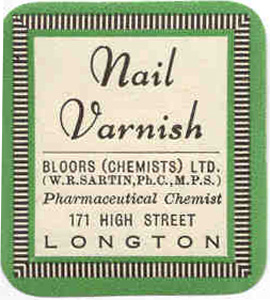 Nail
Varnish
BLOORS (CHEMISTS) LTD.
(W.R.SARTIN,Ph.C.,M.P.S.)
Pharmaceutical Chemist
171 HIGH STREET
LONGTON